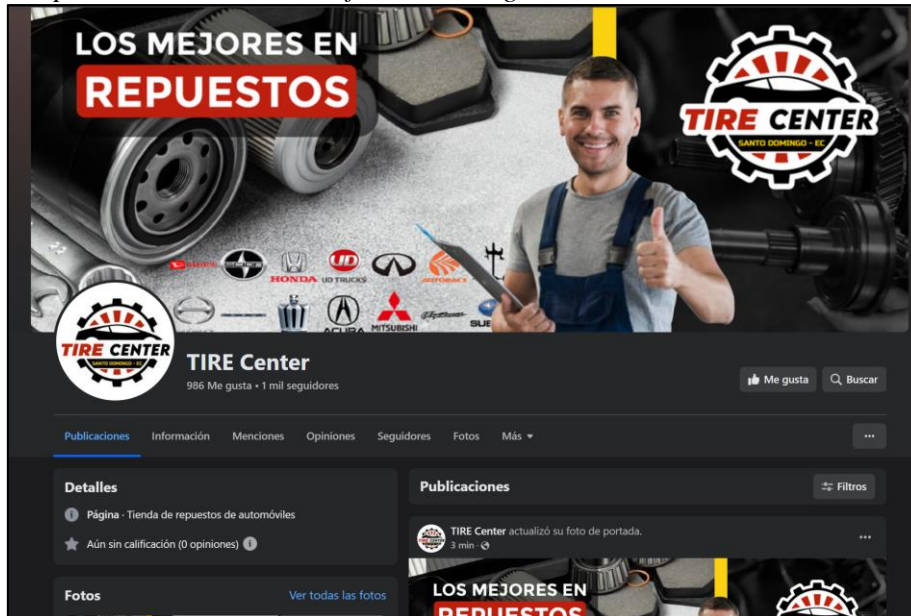 LOS MEJORES EN
REPUESTOS
TIRE CENTER
SANTO DOMINGO - EC
HONDA
UD TRUCKS
AUTOBACS
ACURA
MITSUBISHI
TIRE CENTER
SANTO DOMINGO - EC
TIRE Center
986 Me gusta • 1 mil seguidores
Me gusta
Buscar
Publicaciones Información Menciones Opiniones Seguidores Fotos Más
Detalles
Página · Tienda de repuestos de automóviles
Aún sin calificación (0 opiniones)
Fotos
Ver todas las fotos
Publicaciones
Filtros
TIRE Center actualizó su foto de portada.
3 min
LOS MEJORES EN
REPUESTOS